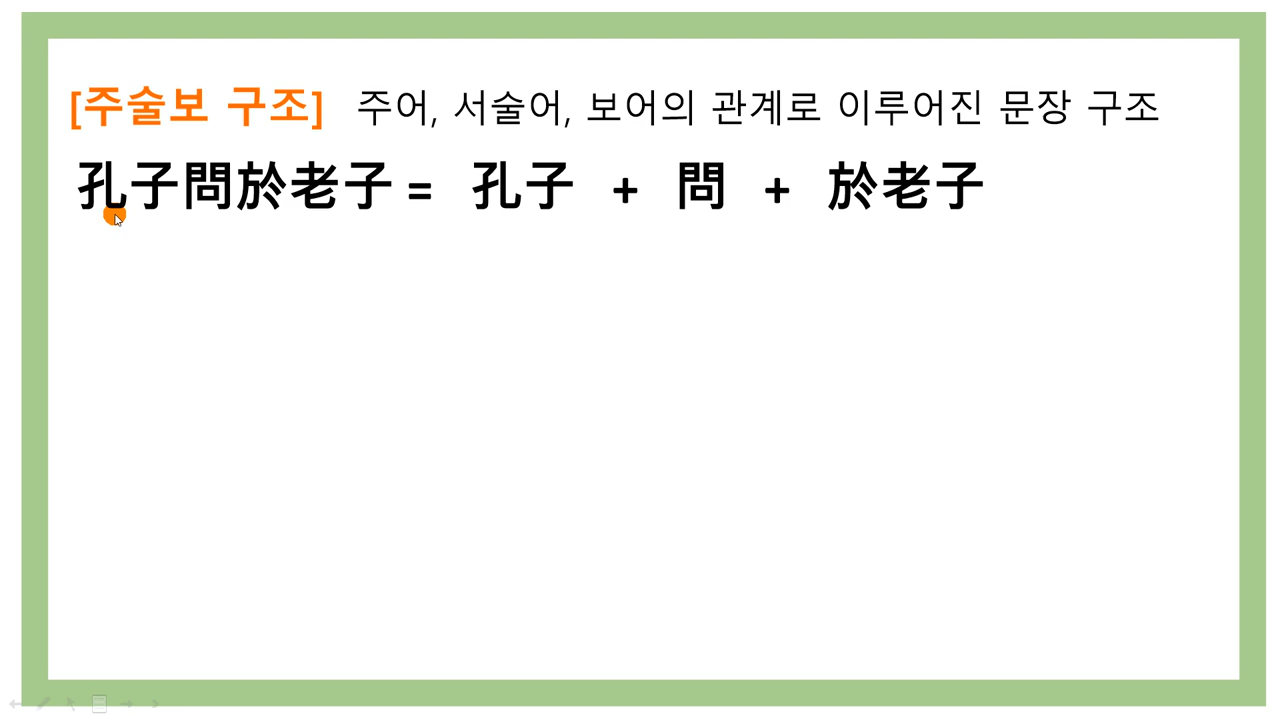 [주술보 구조] 주어, 서술어, 보어의 관계로 이루어진 문장 구조
孔子問於老子 = 孔子 + 問 + 於老子